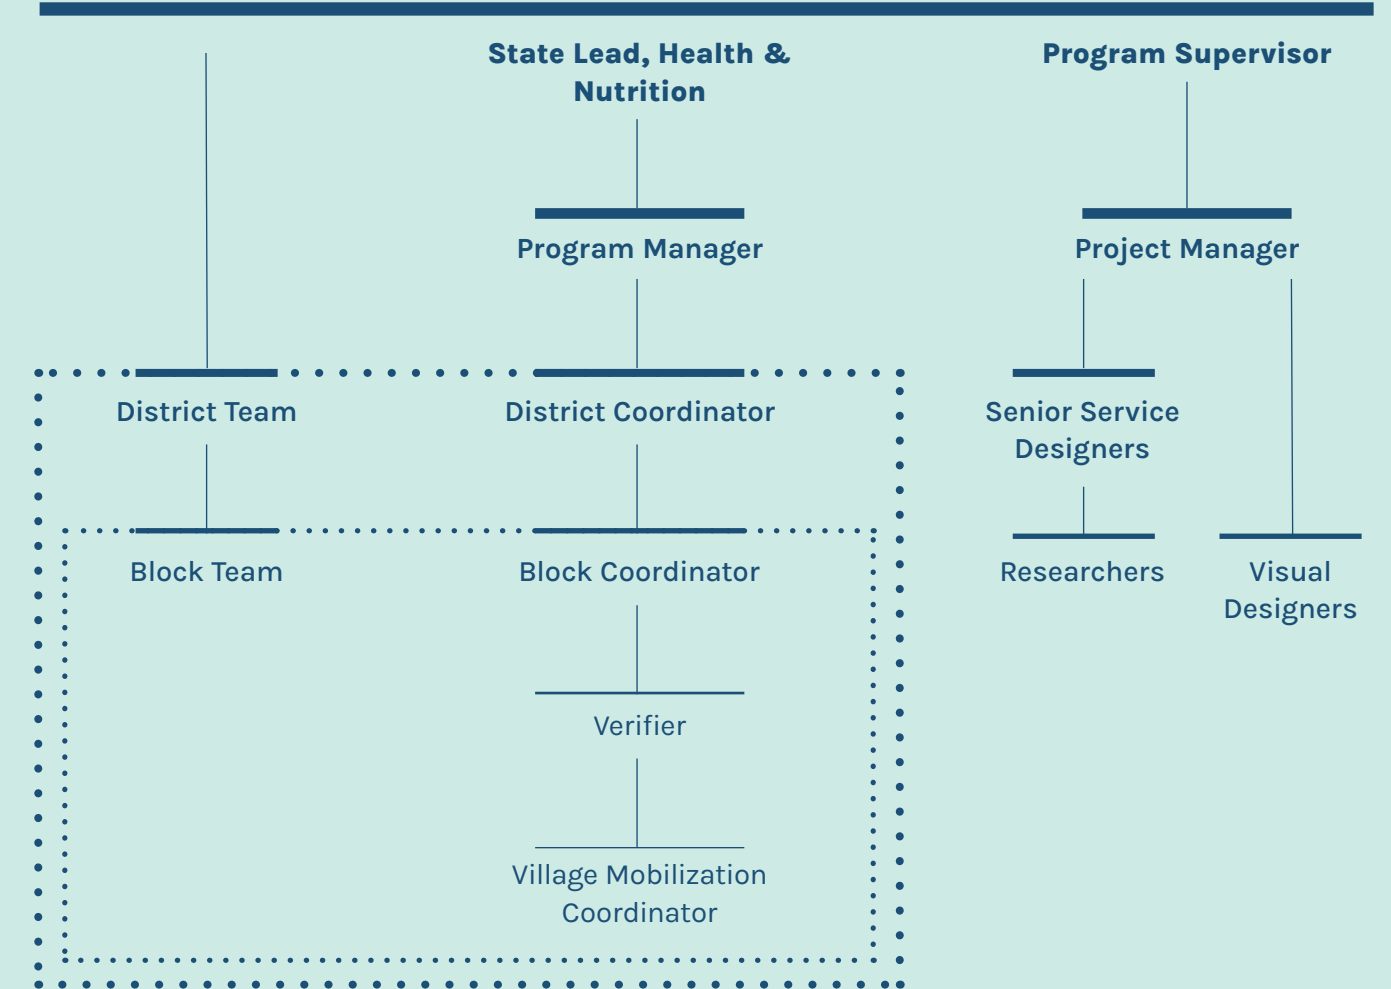 State Lead, Health &
Nutrition
Program Supervisor
Program Manager
Project Manager
District Team
District Coordinator
Senior Service
Designers
Block Team
Block Coordinator
Researchers
Visual
Designers
Verifier
Village Mobilization
Coordinator